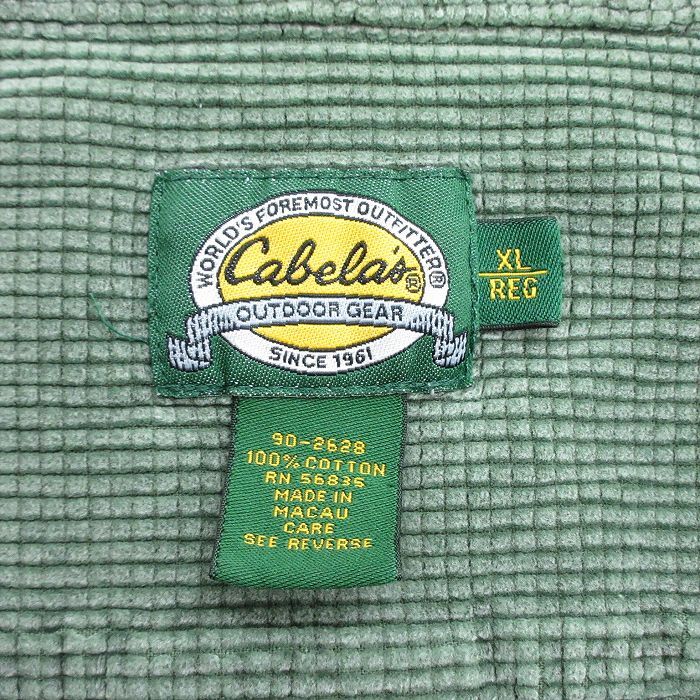 WORLD'S FOREMOST OUTFITTER®
Cabela's®
OUTDOOR GEAR
SINCE 1961
XL
REG
90-2628
100% COTTON
RN 56835
MADE IN
MACAU
CARE
SEE REVERSE